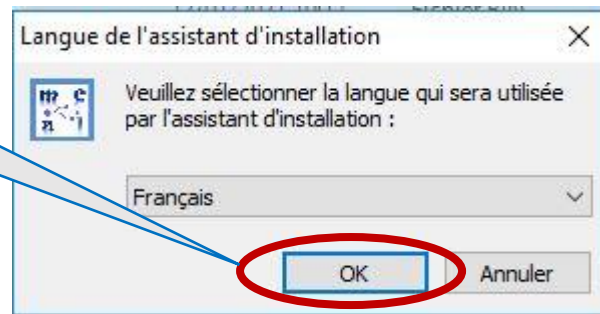 Langue de l'assistant d'installation
Veuillez sélectionner la langue qui sera utilisée
par l'assistant d'installation :
Français
OK
Annuler